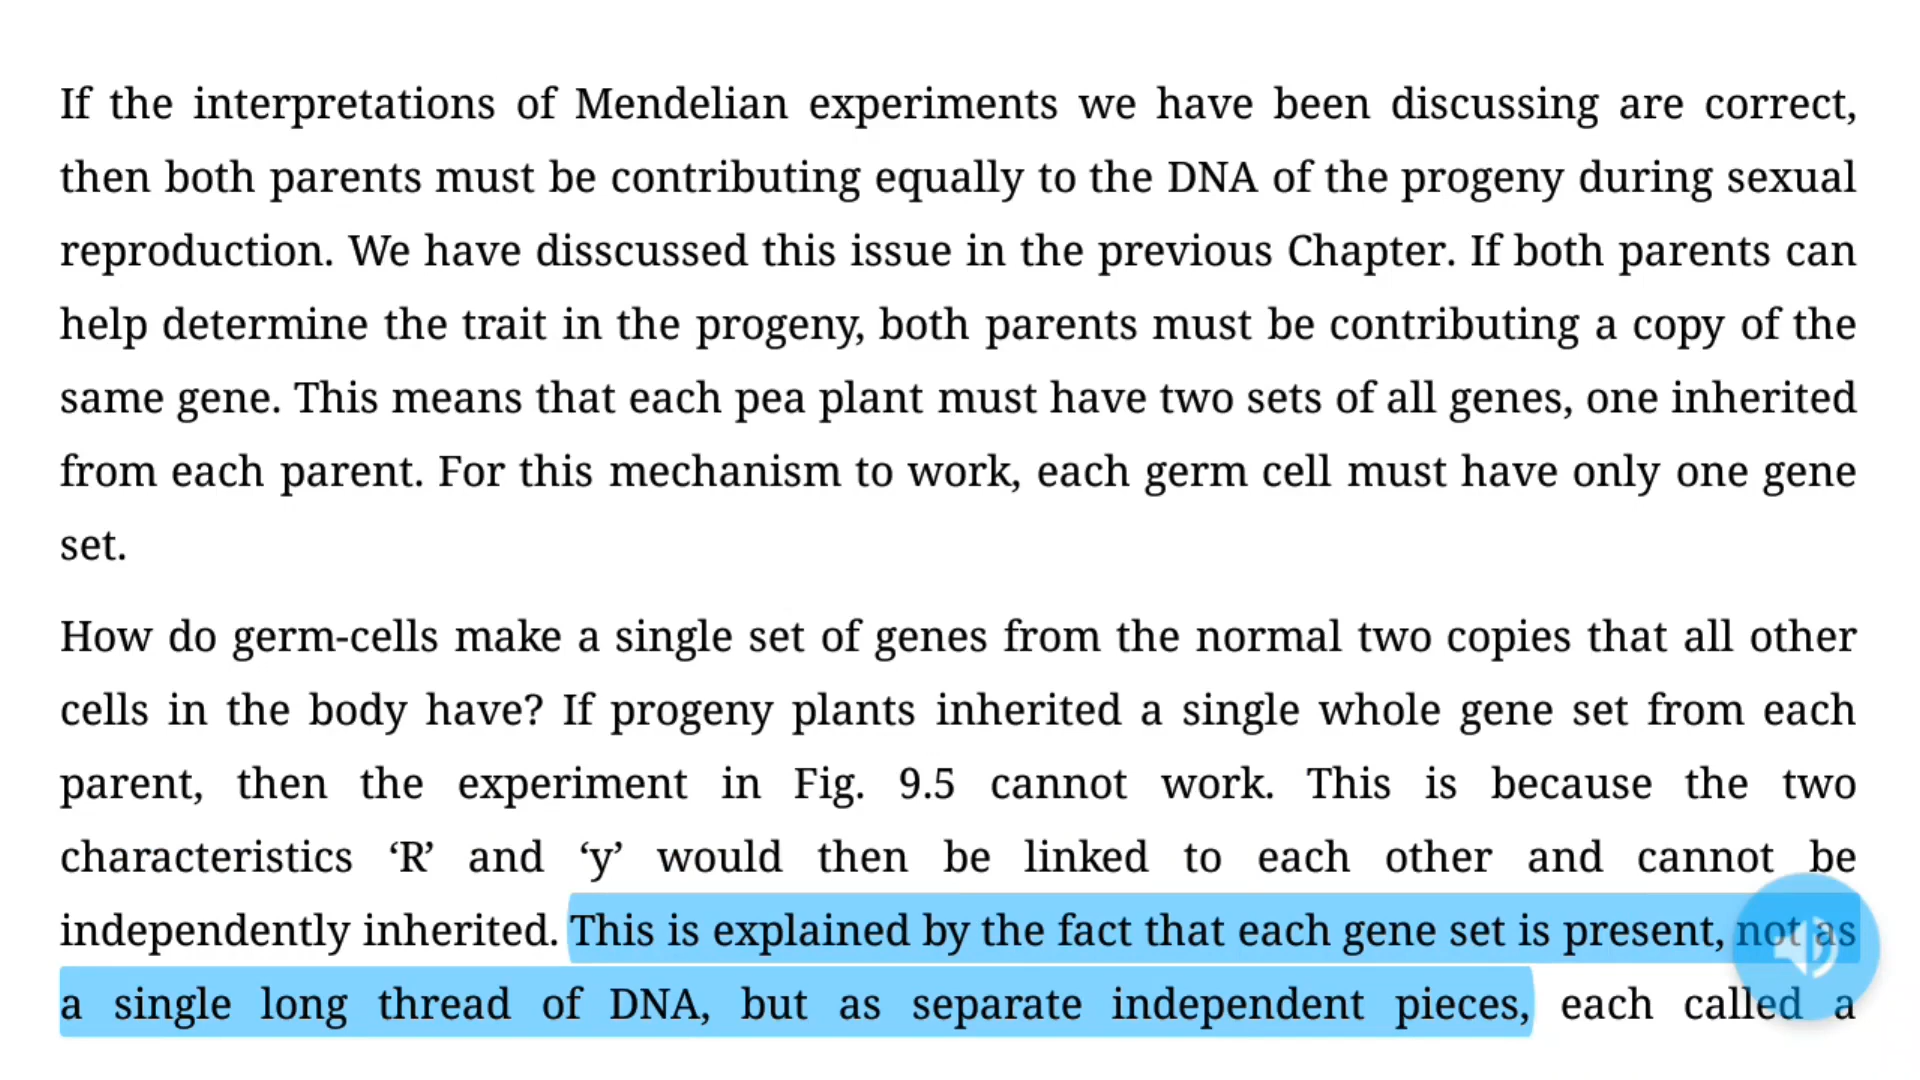 If the interpretations of Mendelian experiments we have been discussing are correct,
then both parents must be contributing equally to the DNA of the progeny during sexual
reproduction. We have disscussed this issue in the previous Chapter. If both parents can
help determine the trait in the progeny, both parents must be contributing a copy of the
same gene. This means that each pea plant must have two sets of all genes, one inherited
from each parent. For this mechanism to work, each germ cell must have only one gene
set.
How do germ-cells make a single set of genes from the normal two copies that all other
cells in the body have? If progeny plants inherited a single whole gene set from each
parent, then the experiment in Fig. 9.5 cannot work. This is because the two
characteristics ‘R’ and ‘y’ would then be linked to each other and cannot be
independently inherited. This is explained by the fact that each gene set is present, not as
a single long thread of DNA, but as separate independent pieces, each called a